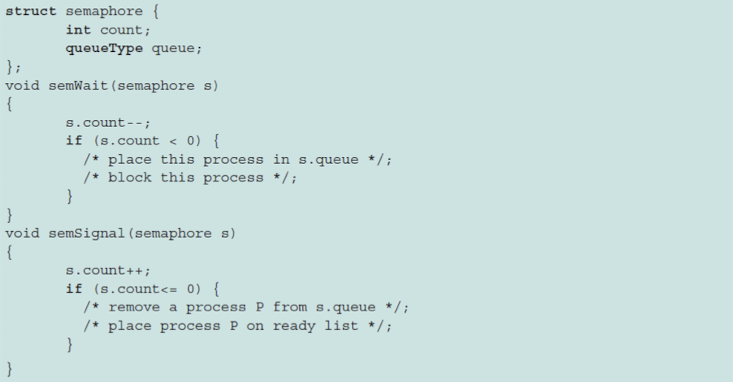 struct semaphore {
int count;
queueType queue;
};
void semWait(semaphore s)
{
s.count--;
if (s.count < 0) {
/* place this process in s.queue */;
/* block this process */;
}
}
void semSignal(semaphore s)
{
s.count++;
if (s.count<= 0) {
/* remove a process P from s.queue */;
/* place process P on ready list */;
}
}